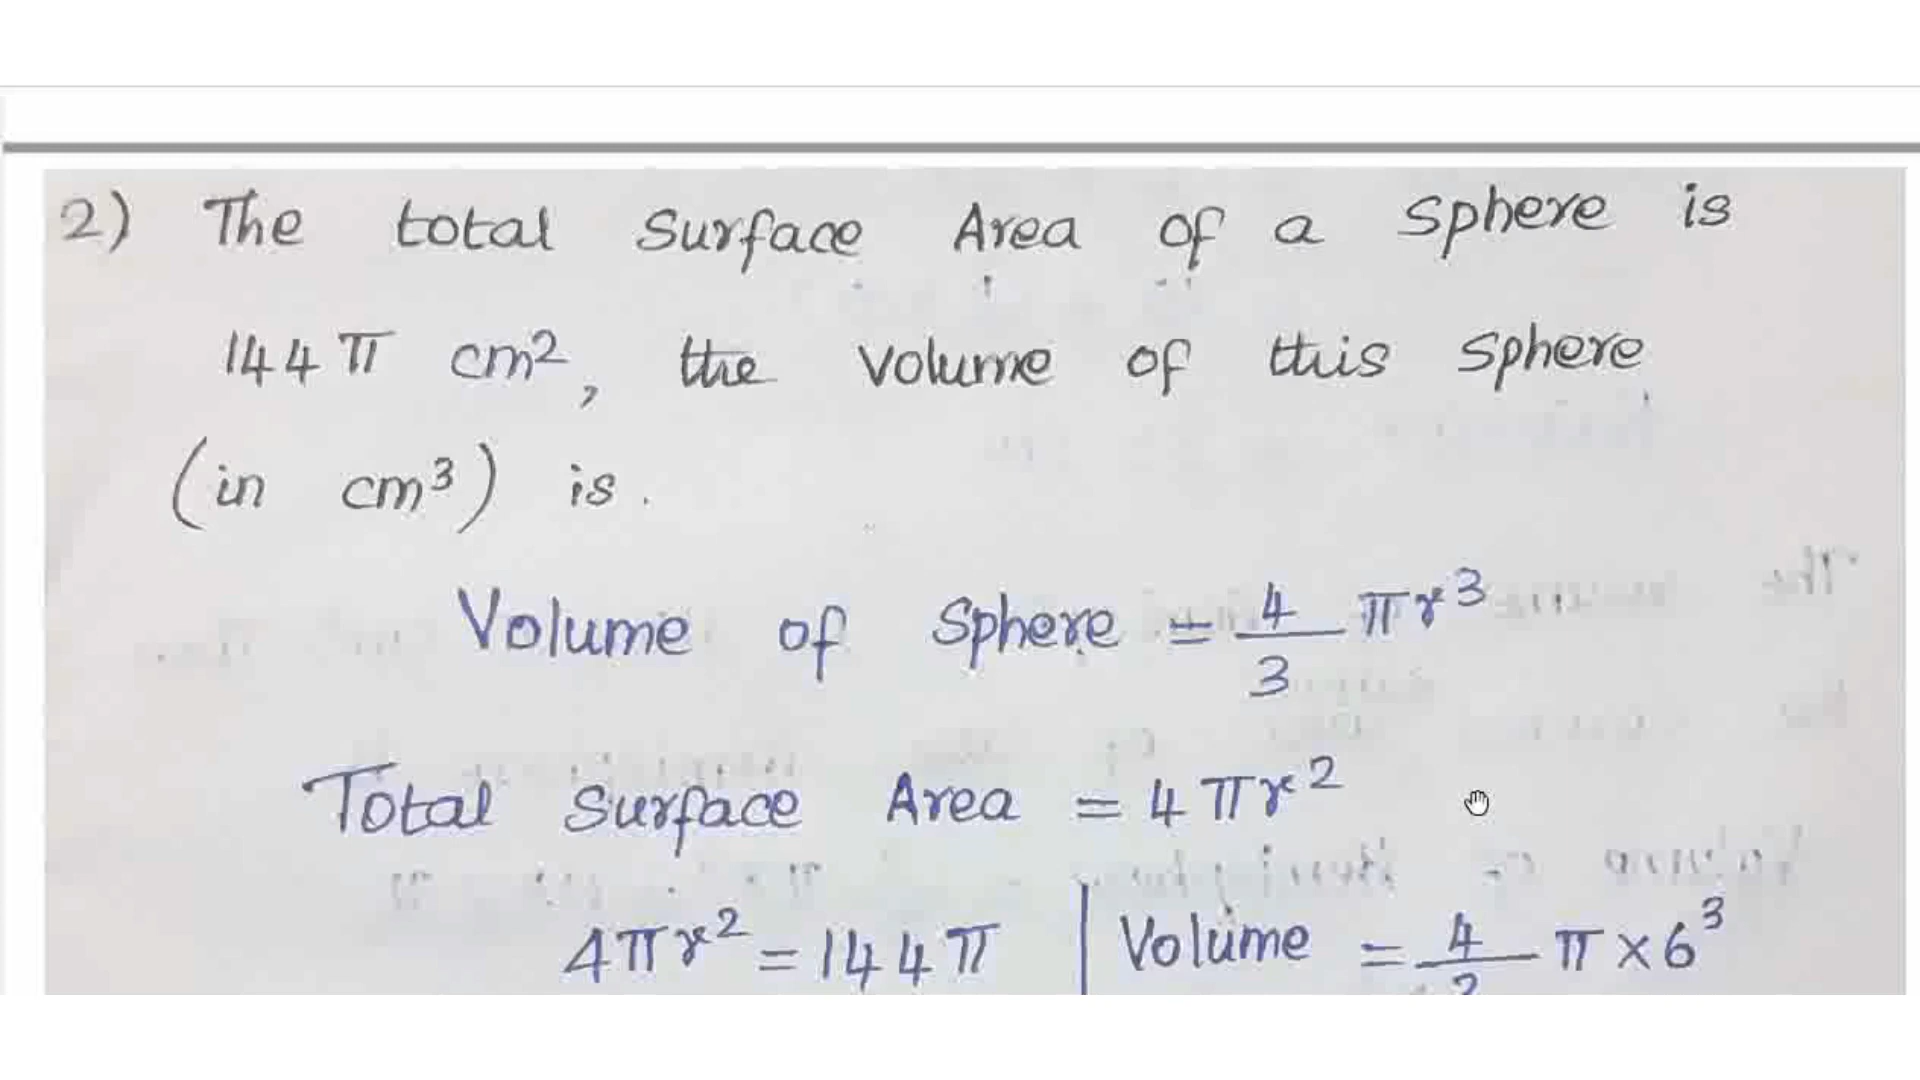 2) The total Surface Area of a Sphere is
144π cm², the Volume of this Sphere
(in cm³) is.
Volume of Sphere = 4/3 πr³
Total Surface Area = 4πr²
4πr² = 144π | Volume = 4/3 π × 6³